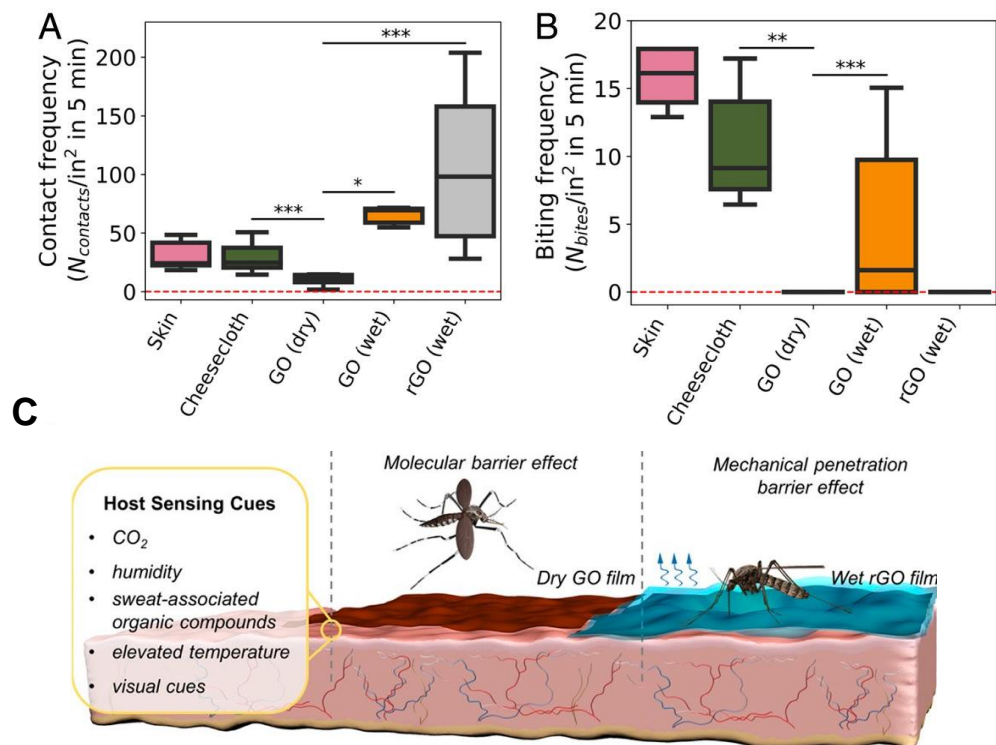 A
Contact frequency
(N_contacts/in² in 5 min)
200
150
100
50
0
***
*
***
Skin
Cheesecloth
GO (dry)
GO (wet)
rGO (wet)
B
Biting frequency
(N_bites/in² in 5 min)
20
15
10
5
0
**
***
Skin
Cheesecloth
GO (dry)
GO (wet)
rGO (wet)
C
Host Sensing Cues
• CO₂
• humidity
• sweat-associated
organic compounds
• elevated temperature
• visual cues
Molecular barrier effect
Dry GO film
Mechanical penetration
barrier effect
Wet rGO film